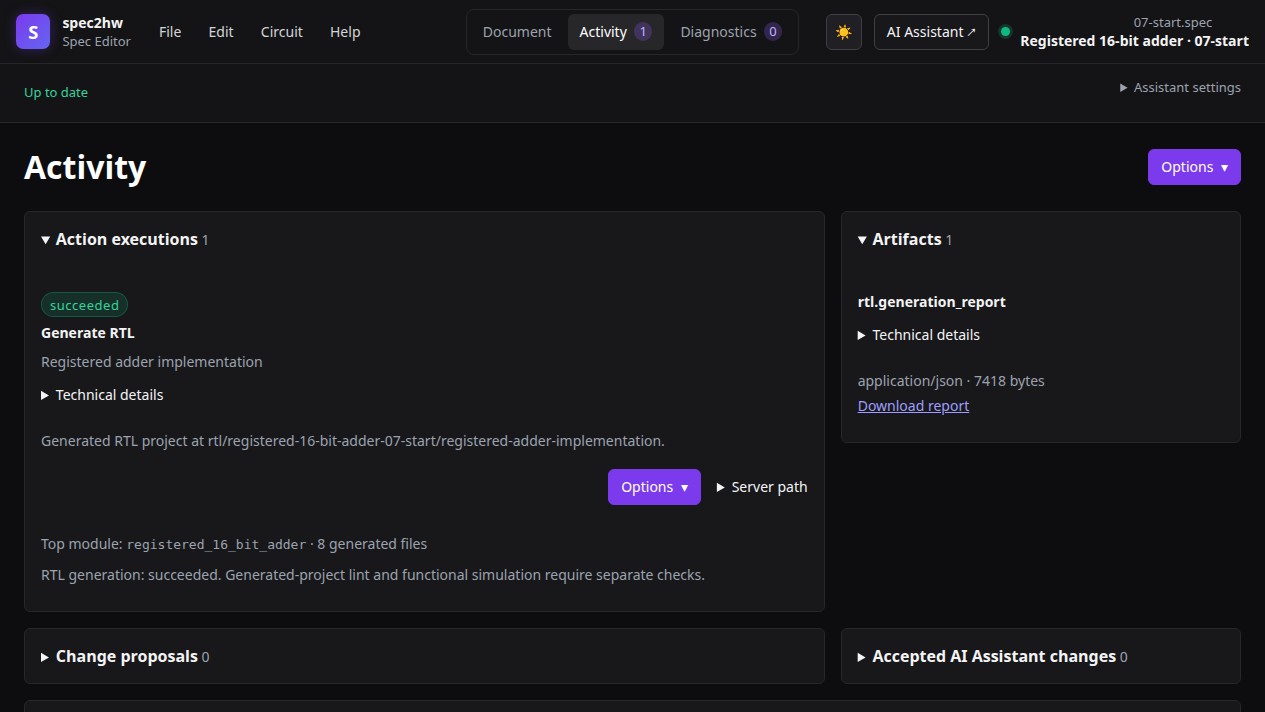 S
spec2hw
Spec Editor
File
Edit
Circuit
Help
Document
Activity 1
Diagnostics 0
☀️
AI Assistant ↗
07-start.spec
Registered 16-bit adder · 07-start
Up to date
▶ Assistant settings
Activity
Options ▾
▼ Action executions 1
succeeded
Generate RTL
Registered adder implementation
▶ Technical details
Generated RTL project at rtl/registered-16-bit-adder-07-start/registered-adder-implementation.
Options ▾
▶ Server path
Top module: registered_16_bit_adder · 8 generated files
RTL generation: succeeded. Generated-project lint and functional simulation require separate checks.
▼ Artifacts 1
rtl.generation_report
▶ Technical details
application/json · 7418 bytes
Download report
▶ Change proposals 0
▶ Accepted AI Assistant changes 0